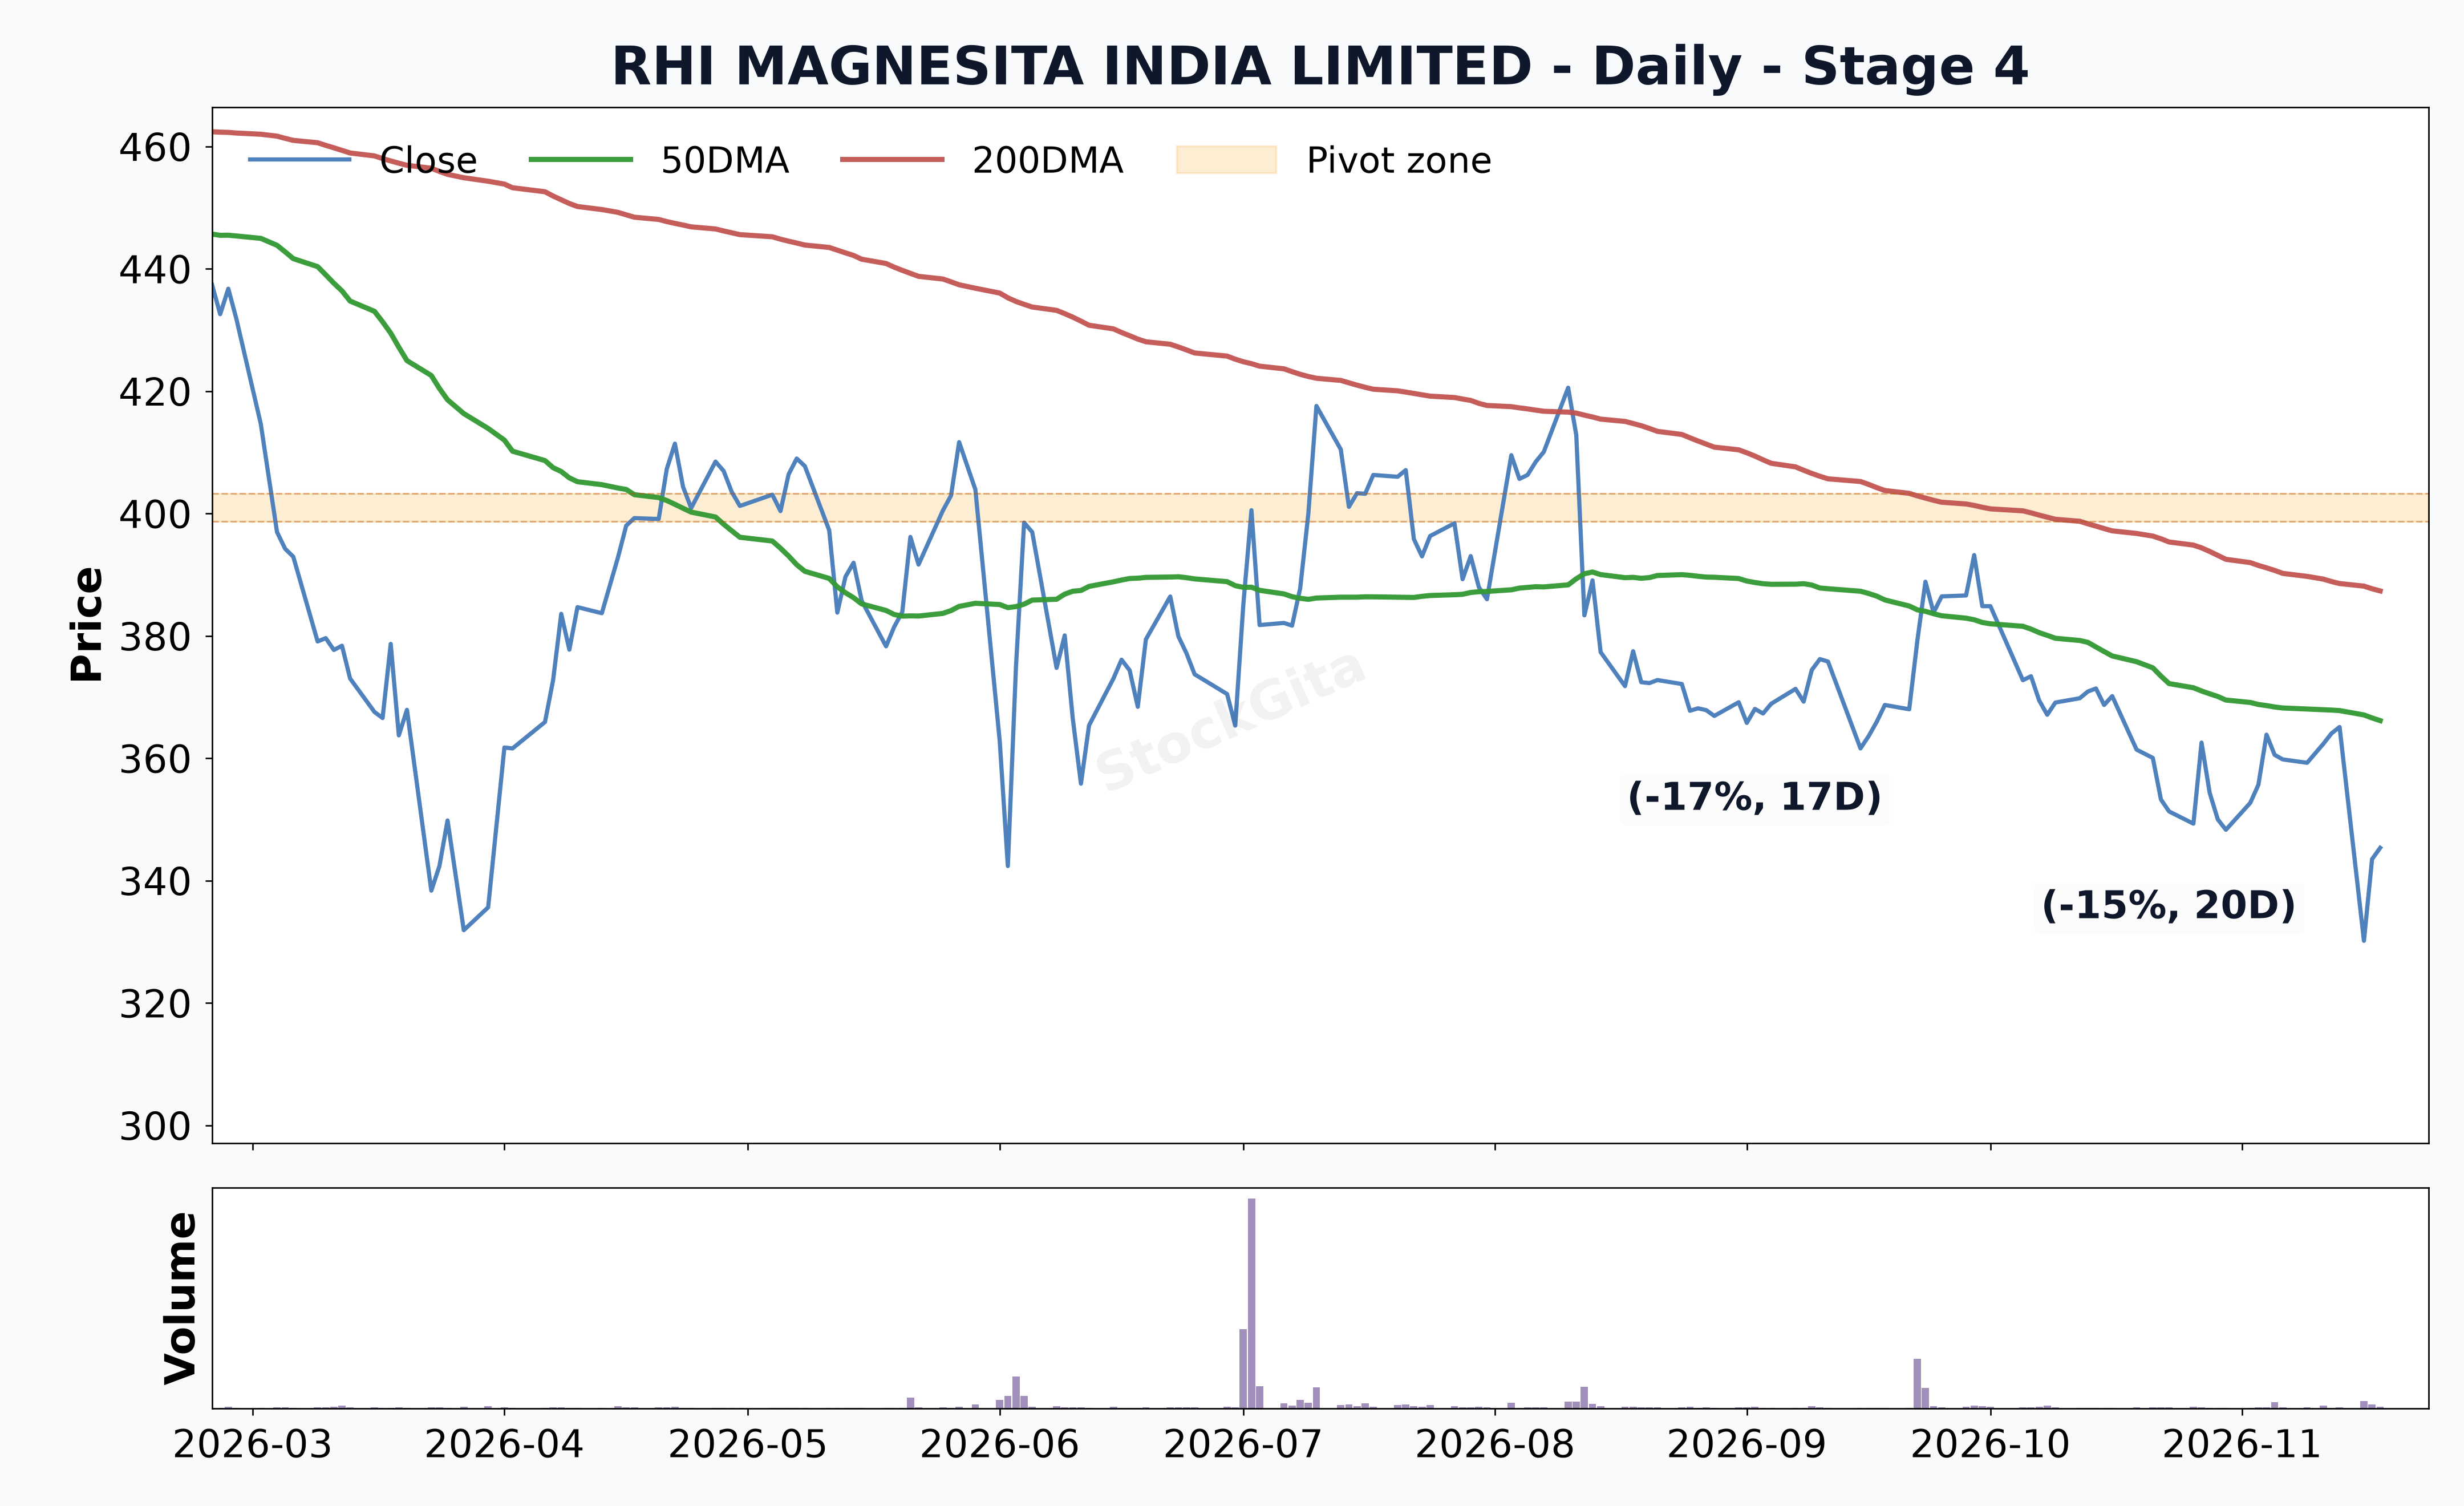 RHI MAGNESITA INDIA LIMITED - Daily - Stage 4
Close 50DMA 200DMA Pivot zone
Price
460
440
420
400
380
360
340
320
300
StockGita
(-17%, 17D)
(-15%, 20D)
Volume
2026-03 2026-04 2026-05 2026-06 2026-07 2026-08 2026-09 2026-10 2026-11